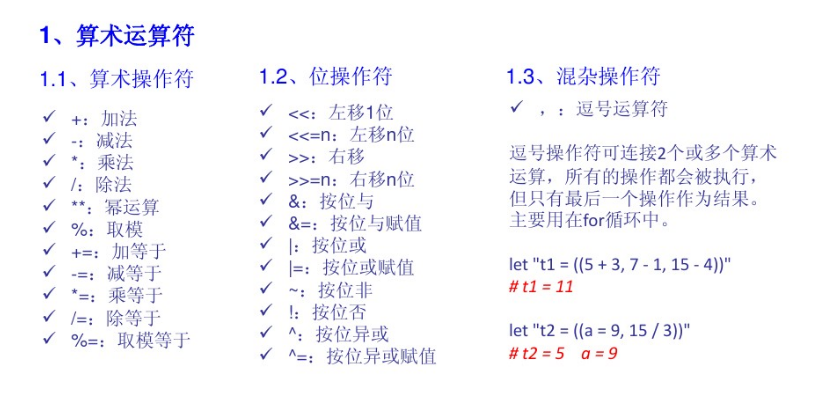 1、算术运算符
1.1、算术操作符
✓ +：加法
✓ -：减法
✓ *：乘法
✓ /：除法
✓ **：幂运算
✓ %：取模
✓ +=：加等于
✓ -=：减等于
✓ *=：乘等于
✓ /=：除等于
✓ %=：取模等于
1.2、位操作符
✓ <<：左移1位
✓ <<=n：左移n位
✓ >>：右移
✓ >>=n：右移n位
✓ &：按位与
✓ &=：按位与赋值
✓ |：按位或
✓ |=：按位或赋值
✓ ~：按位非
✓ !：按位否
✓ ^：按位异或
✓ ^=：按位异或赋值
1.3、混杂操作符
✓ ，：逗号运算符
逗号操作符可连接2个或多个算术
运算，所有的操作都会被执行，
但只有最后一个操作作为结果。
主要用在for循环中。
let "t1 = ((5 + 3, 7 - 1, 15 - 4))"
# t1 = 11
let "t2 = ((a = 9, 15 / 3))"
# t2 = 5 a = 9